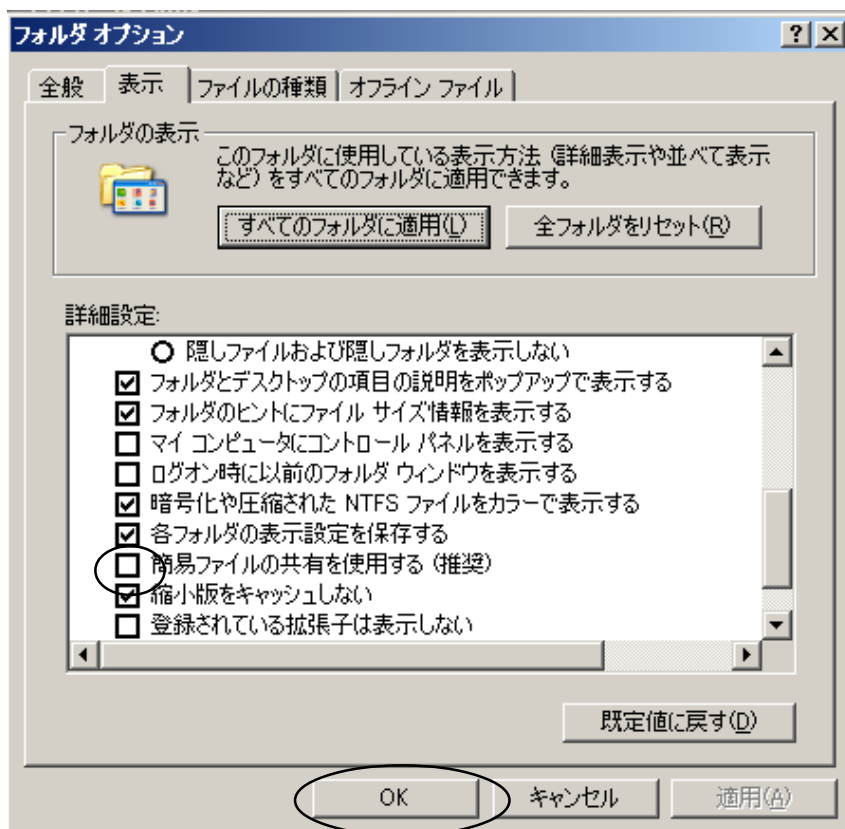 フォルダ オプション
全般 表示 ファイルの種類 オフライン ファイル
フォルダの表示
このフォルダに使用している表示方法 (詳細表示や並べて表示
など) をすべてのフォルダに適用できます。
すべてのフォルダに適用(L) 全フォルダをリセット(R)
詳細設定:
隠しファイルおよび隠しフォルダを表示しない
フォルダとデスクトップの項目の説明をポップアップで表示する
フォルダのヒントにファイル サイズ情報を表示する
マイ コンピュータにコントロール パネルを表示する
ログオン時に以前のフォルダ ウィンドウを表示する
暗号化や圧縮された NTFS ファイルをカラーで表示する
各フォルダの表示設定を保存する
簡易ファイルの共有を使用する (推奨)
縮小版をキャッシュしない
登録されている拡張子は表示しない
既定値に戻す(D)
OK キャンセル 適用(A)